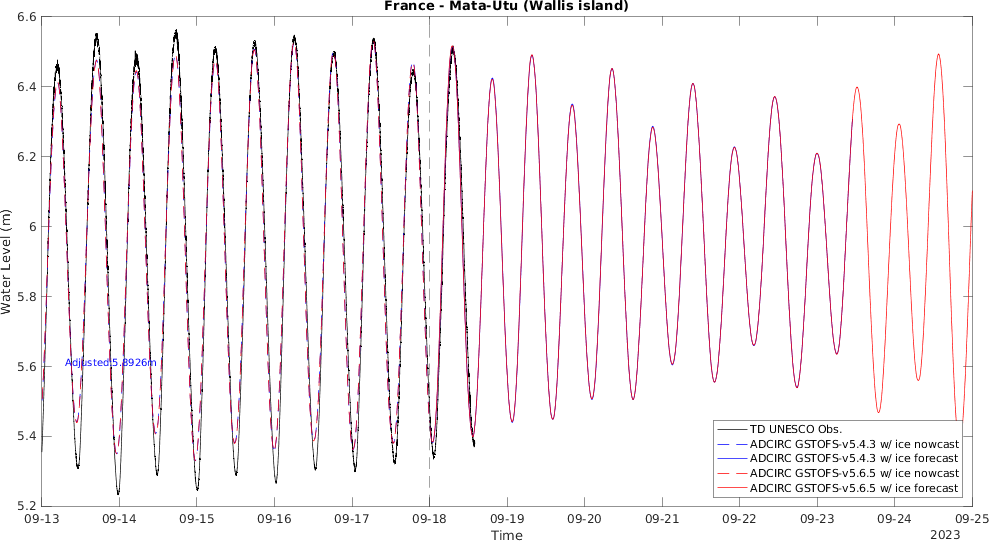 France - Mata-Utu (Wallis island)
6.6
6.4
6.2
6
5.8
5.6
5.4
5.2
Water Level (m)
Adjusted:5.8926m
TD UNESCO Obs.
ADCIRC GSTOFS-v5.4.3 w/ ice nowcast
ADCIRC GSTOFS-v5.4.3 w/ ice forecast
ADCIRC GSTOFS-v5.6.5 w/ ice nowcast
ADCIRC GSTOFS-v5.6.5 w/ ice forecast
09-13 09-14 09-15 09-16 09-17 09-18 09-19 09-20 09-21 09-22 09-23 09-24 09-25
Time
2023